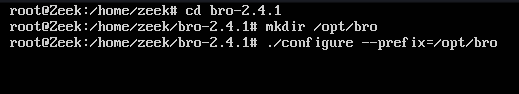 root@Zeek:/home/zeek# cd bro-2.4.1
root@Zeek:/home/zeek/bro-2.4.1# mkdir /opt/bro
root@Zeek:/home/zeek/bro-2.4.1# ./configure --prefix=/opt/bro